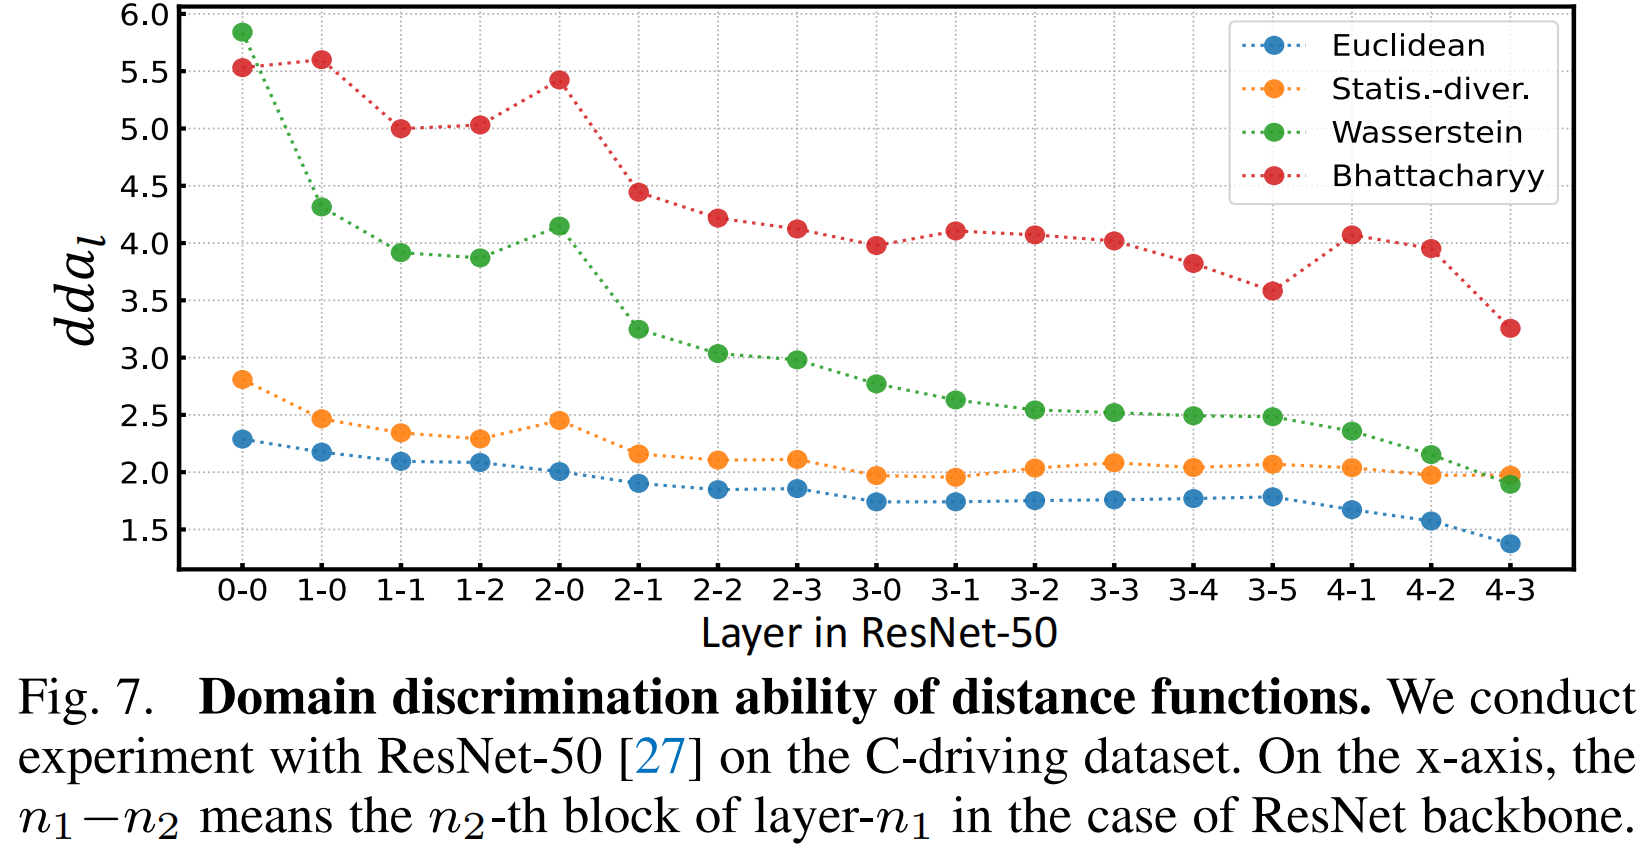 6.0
5.5
5.0
4.5
4.0
3.5
3.0
2.5
2.0
1.5
dda_l
Euclidean
Statis.-diver.
Wasserstein
Bhattacharyy
0-0 1-0 1-1 1-2 2-0 2-1 2-2 2-3 3-0 3-1 3-2 3-3 3-4 3-5 4-1 4-2 4-3
Layer in ResNet-50
Fig. 7. Domain discrimination ability of distance functions. We conduct
experiment with ResNet-50 [27] on the C-driving dataset. On the x-axis, the
n₁−n₂ means the n₂-th block of layer-n₁ in the case of ResNet backbone.